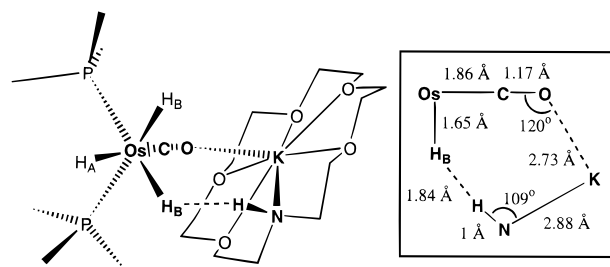 P
H_B
O
O
O
H_A
Os
C
O
K
O
O
H_B
H
N
P
O
1.86 Å 1.17 Å
Os C O
120°
1.65 Å
H_B
2.73 Å
1.84 Å
H 109° K
1 Å N 2.88 Å